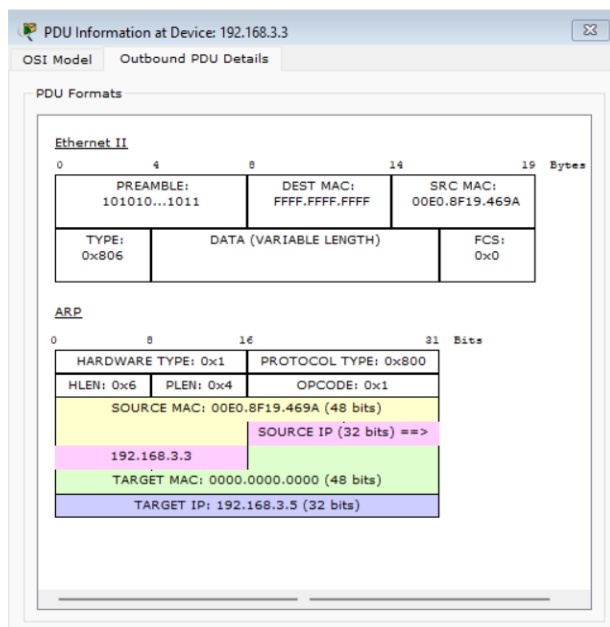 PDU Information at Device: 192.168.3.3
OSI Model Outbound PDU Details
PDU Formats
Ethernet II
0 4 8 14 19 Bytes
PREAMBLE: DEST MAC: SRC MAC:
101010...1011 FFFF.FFFF.FFFF 00E0.8F19.469A
TYPE: DATA (VARIABLE LENGTH) FCS:
0x806 0x0
ARP
0 8 16 31 Bits
HARDWARE TYPE: 0x1 PROTOCOL TYPE: 0x800
HLEN: 0x6 PLEN: 0x4 OPCODE: 0x1
SOURCE MAC: 00E0.8F19.469A (48 bits)
SOURCE IP (32 bits) ==>
192.168.3.3
TARGET MAC: 0000.0000.0000 (48 bits)
TARGET IP: 192.168.3.5 (32 bits)